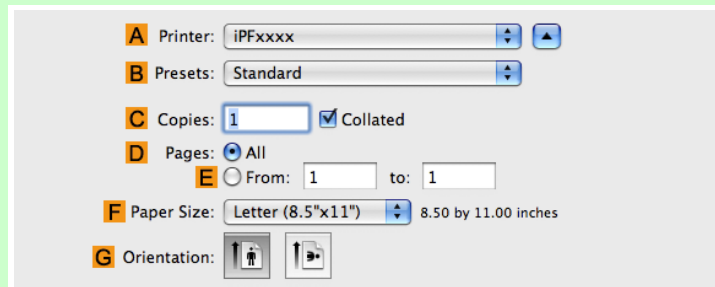 A Printer: iPFxxxx
B Presets: Standard
C Copies: 1 Collated
D Pages: All
E From: 1 to: 1
F Paper Size: Letter (8.5"x11") 8.50 by 11.00 inches
G Orientation: